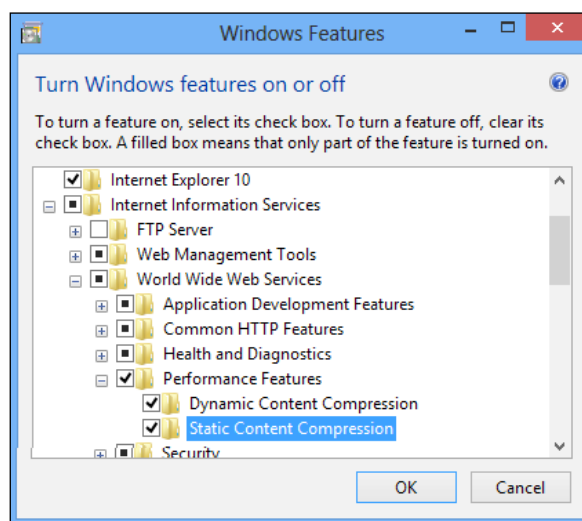 Windows Features
Turn Windows features on or off
To turn a feature on, select its check box. To turn a feature off, clear its
check box. A filled box means that only part of the feature is turned on.
Internet Explorer 10
Internet Information Services
FTP Server
Web Management Tools
World Wide Web Services
Application Development Features
Common HTTP Features
Health and Diagnostics
Performance Features
Dynamic Content Compression
Static Content Compression
Security
OK
Cancel